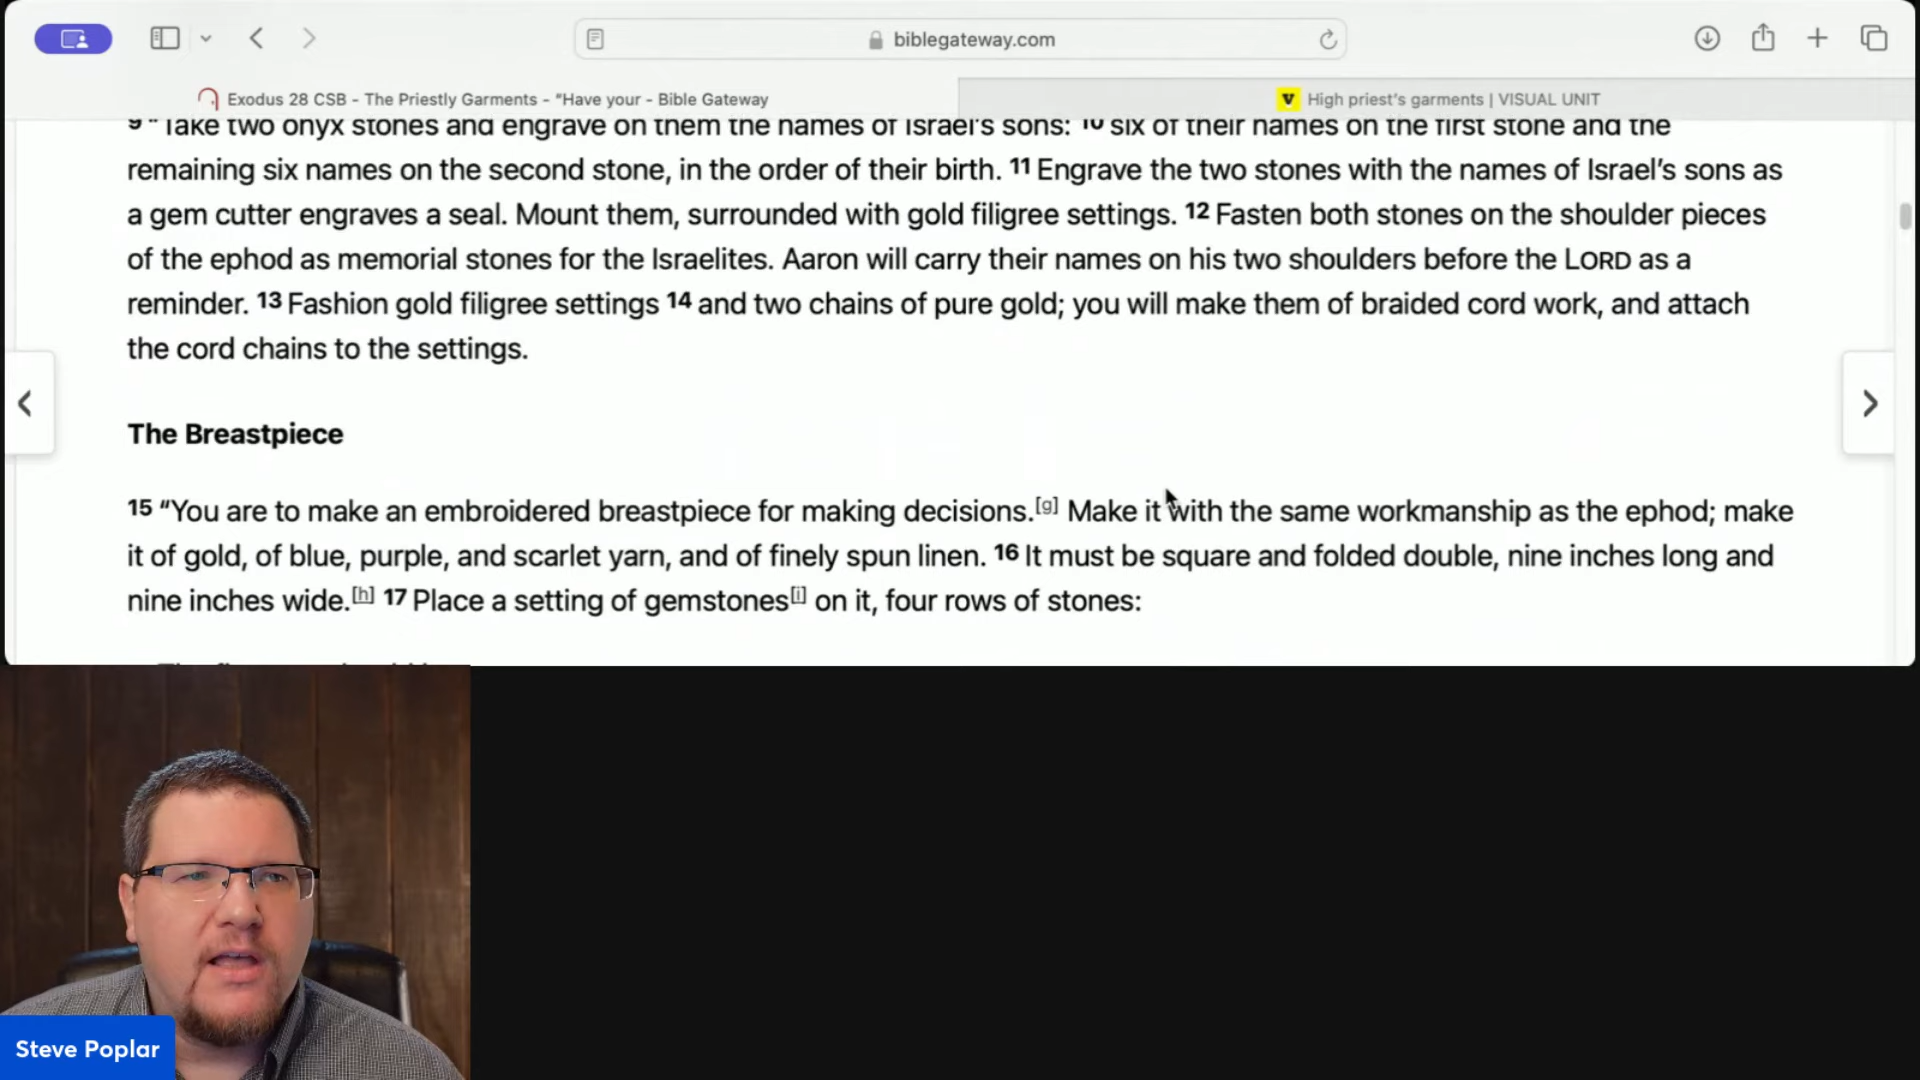 biblegateway.com
Exodus 28 CSB - The Priestly Garments - “Have your - Bible Gateway
V High priest’s garments | VISUAL UNIT
9 “Take two onyx stones and engrave on them the names of Israel’s sons: 10 six of their names on the first stone and the
remaining six names on the second stone, in the order of their birth. 11 Engrave the two stones with the names of Israel’s sons as
a gem cutter engraves a seal. Mount them, surrounded with gold filigree settings. 12 Fasten both stones on the shoulder pieces
of the ephod as memorial stones for the Israelites. Aaron will carry their names on his two shoulders before the LORD as a
reminder. 13 Fashion gold filigree settings 14 and two chains of pure gold; you will make them of braided cord work, and attach
the cord chains to the settings.
The Breastpiece
15 “You are to make an embroidered breastpiece for making decisions.[g] Make it with the same workmanship as the ephod; make
it of gold, of blue, purple, and scarlet yarn, and of finely spun linen. 16 It must be square and folded double, nine inches long and
nine inches wide.[h] 17 Place a setting of gemstones[i] on it, four rows of stones:
Steve Poplar